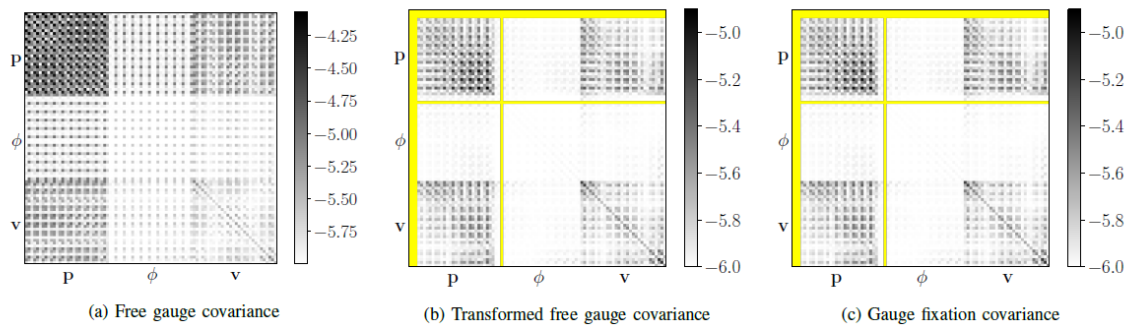 p
ϕ
v
p
ϕ
v
−4.25
−4.50
−4.75
−5.00
−5.25
−5.50
−5.75
(a) Free gauge covariance
p
ϕ
v
p
ϕ
v
−5.0
−5.2
−5.4
−5.6
−5.8
−6.0
(b) Transformed free gauge covariance
p
ϕ
v
p
ϕ
v
−5.0
−5.2
−5.4
−5.6
−5.8
−6.0
(c) Gauge fixation covariance